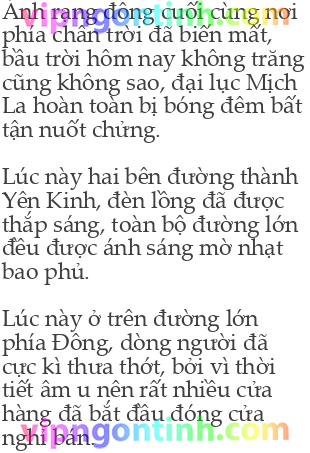 Ánh rạng đông cuối cùng nơi
phía chân trời đã biến mất,
bầu trời hôm nay không trăng
cũng không sao, đại lục Mịch
La hoàn toàn bị bóng đêm bất
tận nuốt chửng.
Lúc này hai bên đường thành
Yên Kinh, đèn lồng đã được
thắp sáng, toàn bộ đường lớn
đều được ánh sáng mờ nhạt
bao phủ.
Lúc này ở trên đường lớn
phía Đông, dòng người đã
cực kì thưa thớt, bởi vì thời
tiết âm u nên rất nhiều cửa
hàng đã bắt đầu đóng cửa
nghỉ bán.
vipngontinh.com
vipngontinh.com